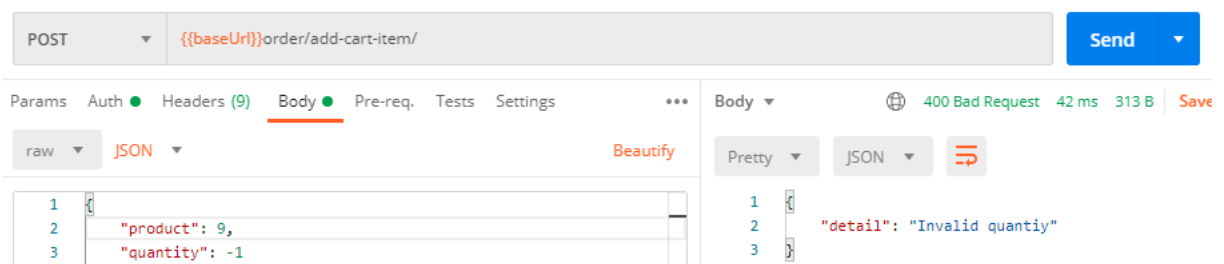 POST {{baseUrl}}order/add-cart-item/ Send
Params Auth Headers (9) Body Pre-req. Tests Settings
raw JSON Beautify
1 {
2 "product": 9,
3 "quantity": -1
Body 400 Bad Request 42 ms 313 B Save
Pretty JSON
1 {
2 "detail": "Invalid quantiy"
3 }